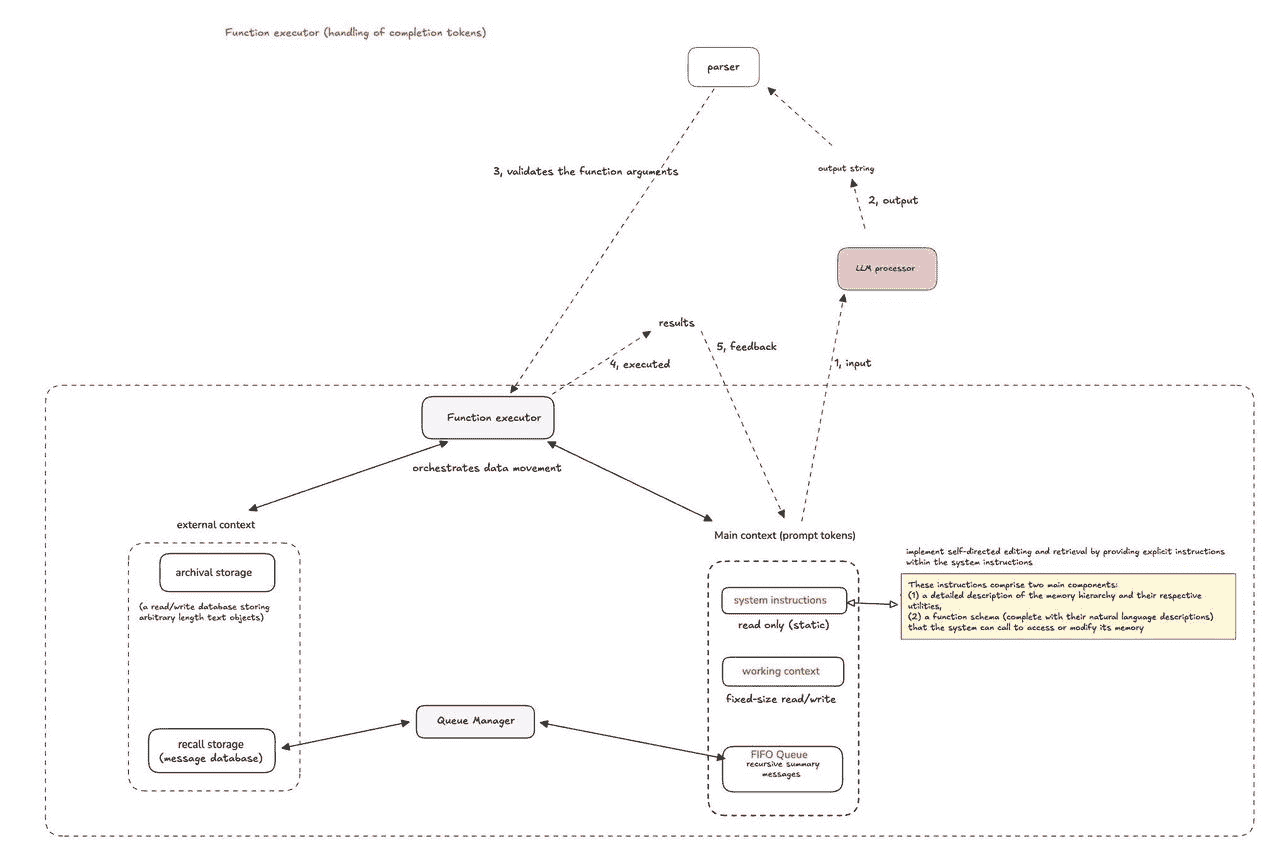 Function executor (handling of completion tokens)
parser
3, validates the function arguments
output string
2, output
LLM processor
results
5, feedback
4, executed
1, input
Function executor
orchestrates data movement
external context
Main context (prompt tokens)
archival storage
(a read/write database storing
arbitrary length text objects)
implement self-directed editing and retrieval by providing explicit instructions
within the system instructions
These instructions comprise two main components:
(1) a detailed description of the memory hierarchy and their respective
utilities,
(2) a function schema (complete with their natural language descriptions)
that the system can call to access or modify its memory
system instructions
read only (static)
working context
fixed-size read/write
Queue Manager
recall storage
(message database)
FIFO Queue
recursive summary
messages